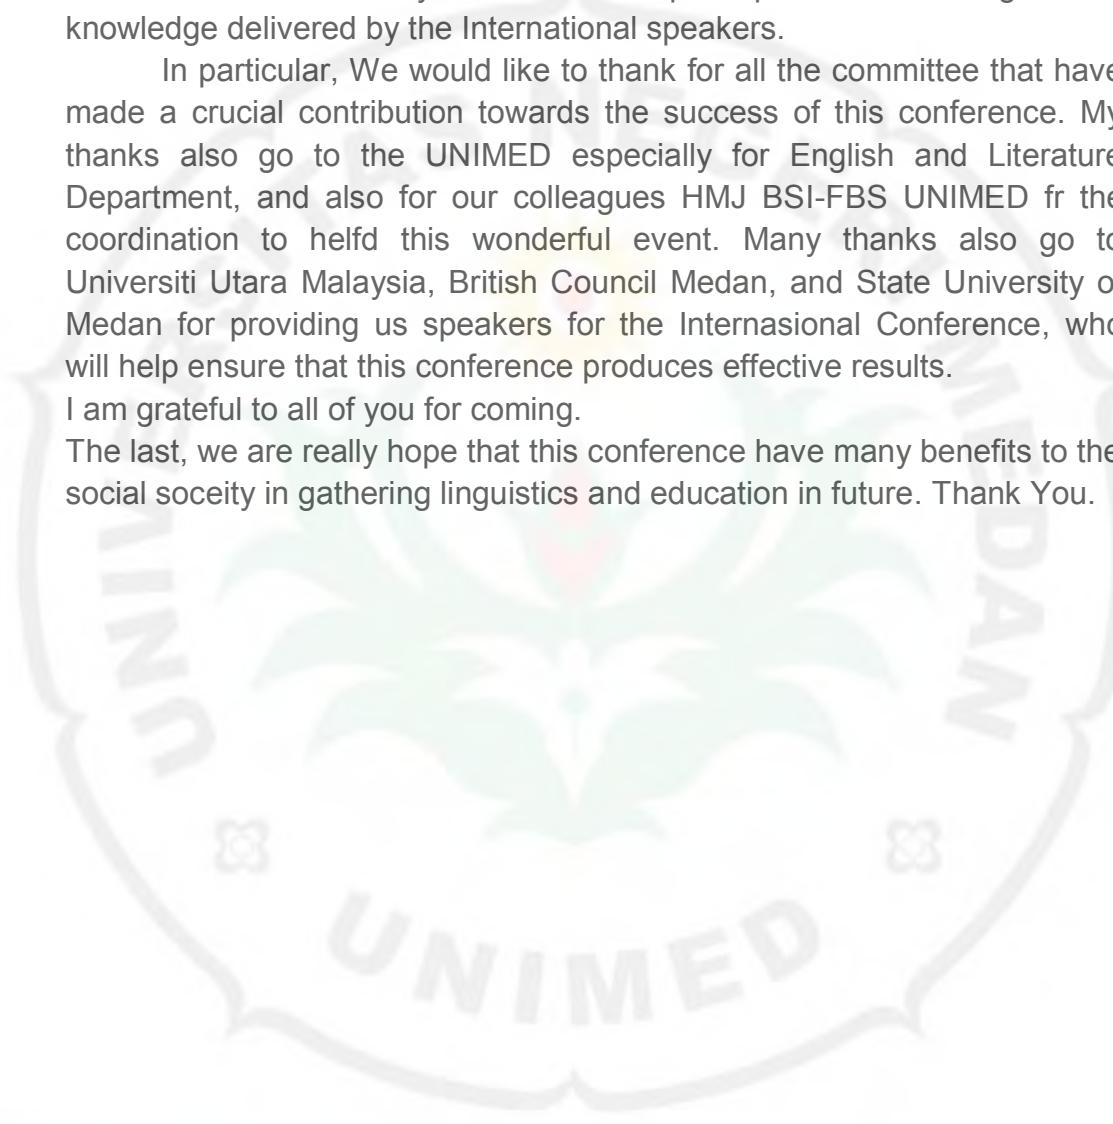 knowledge delivered by the International speakers.
In particular, We would like to thank for all the committee that have
made a crucial contribution towards the success of this conference. My
thanks also go to the UNIMED especially for English and Literature
Department, and also for our colleagues HMJ BSI-FBS UNIMED fr the
coordination to helfd this wonderful event. Many thanks also go to
Universiti Utara Malaysia, British Council Medan, and State University of
Medan for providing us speakers for the Internasional Conference, who
will help ensure that this conference produces effective results.
I am grateful to all of you for coming.
The last, we are really hope that this conference have many benefits to the
social soceity in gathering linguistics and education in future. Thank You.
UNIVERSITAS NEGERI MEDAN
UNIMED